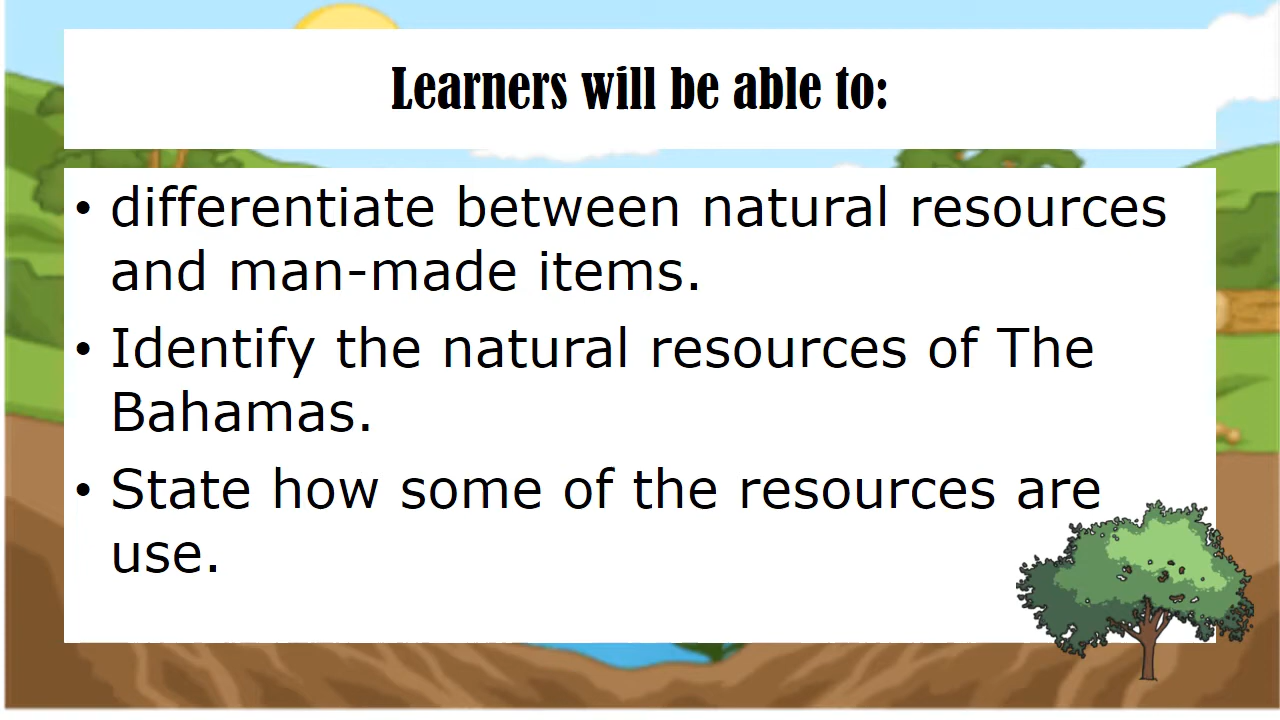 Learners will be able to:
• differentiate between natural resources
and man-made items.
• Identify the natural resources of The
Bahamas.
• State how some of the resources are
use.